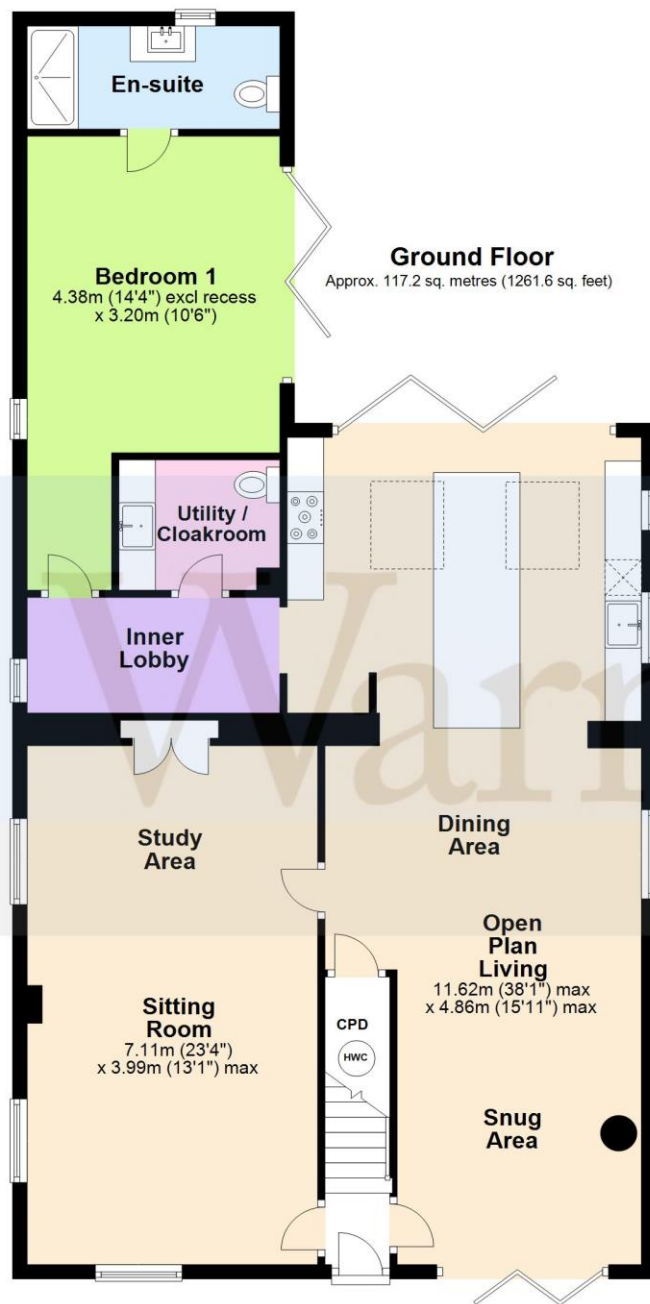 En-suite
Bedroom 1
4.38m (14'4") excl recess
x 3.20m (10'6")
Ground Floor
Approx. 117.2 sq. metres (1261.6 sq. feet)
Utility /
Cloakroom
Inner
Lobby
Warn
Study
Area
Dining
Area
Open
Plan
Living
11.62m (38'1") max
x 4.86m (15'11") max
Sitting
Room
7.11m (23'4")
x 3.99m (13'1") max
CPD
HWC
Snug
Area